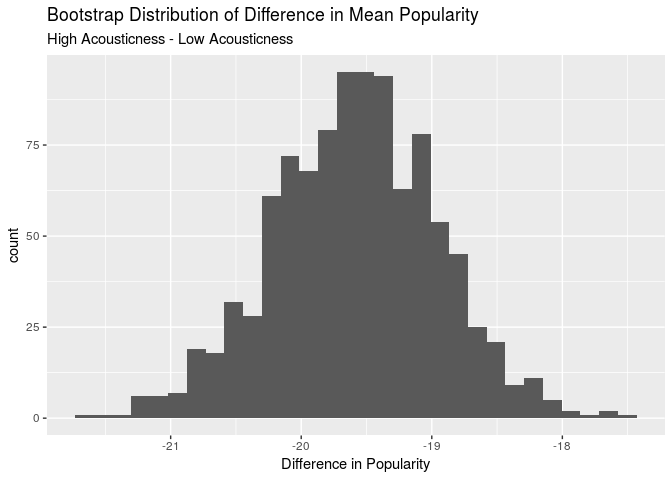 Bootstrap Distribution of Difference in Mean Popularity
High Acousticness - Low Acousticness
75
50
25
0
count
-21
-20
-19
-18
Difference in Popularity